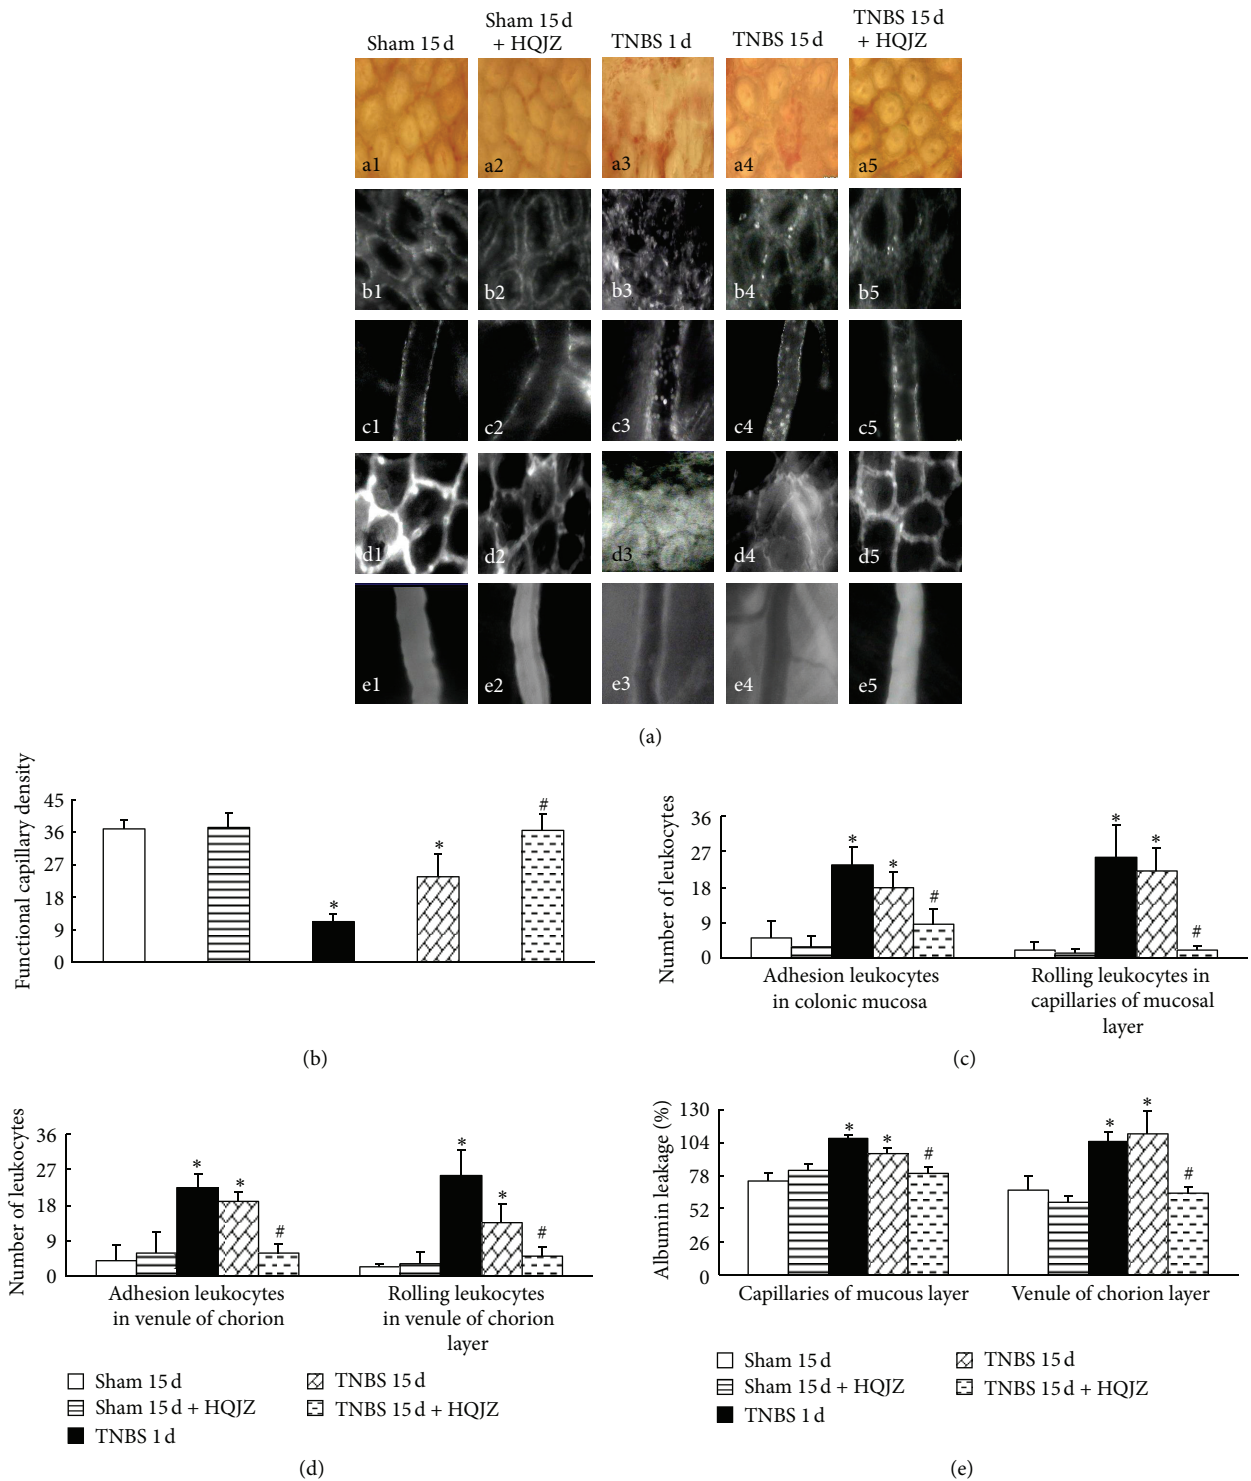 Sham 15 d
Sham 15 d
+ HQJZ
TNBS 1 d
TNBS 15 d
TNBS 15 d
+ HQJZ
a1
a2
a3
a4
a5
b1
b2
b3
b4
b5
c1
c2
c3
c4
c5
d1
d2
d3
d4
d5
e1
e2
e3
e4
e5
(a)
Functional capillary density
45
36
27
18
9
0
*
*
#
(b)
Number of leukocytes
36
27
18
9
0
*
*
#
*
*
#
Adhesion leukocytes
in colonic mucosa
Rolling leukocytes in
capillaries of mucosal
layer
(c)
Number of leukocytes
36
27
18
9
0
*
*
#
*
*
#
Adhesion leukocytes
in venule of chorion
Rolling leukocytes
in venule of chorion
layer
Sham 15 d
Sham 15 d + HQJZ
TNBS 1 d
TNBS 15 d
TNBS 15 d + HQJZ
(d)
Albumin leakage (%)
130
104
78
52
26
0
*
*
#
*
*
#
Capillaries of mucous layer
Venule of chorion layer
Sham 15 d
Sham 15 d + HQJZ
TNBS 1 d
TNBS 15 d
TNBS 15 d + HQJZ
(e)